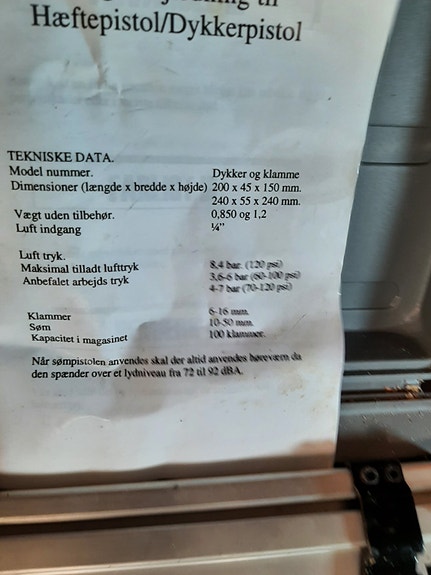 til
Hæftepistol/Dykkerpistol
TEKNISKE DATA.
Model nummer. Dykker og klamme
Dimensioner (længde x bredde x højde) 200 x 45 x 150 mm.
240 x 55 x 240 mm.
Vægt uden tilbehør. 0,850 og 1,2
Luft indgang ¼"
Luft tryk.
Maksimal tilladt lufttryk 8,4 bar. (120 psi)
Anbefalet arbejds tryk 3,6-6 bar (60-100 psi)
4-7 bar (70-120 psi)
Klammer 6-16 mm.
Søm 10-50 mm.
Kapacitet i magasinet 100 klammer.
Når sømpistolen anvendes skal der altid anvendes høreværn da
den spænder over et lydniveau fra 72 til 92 dBA.